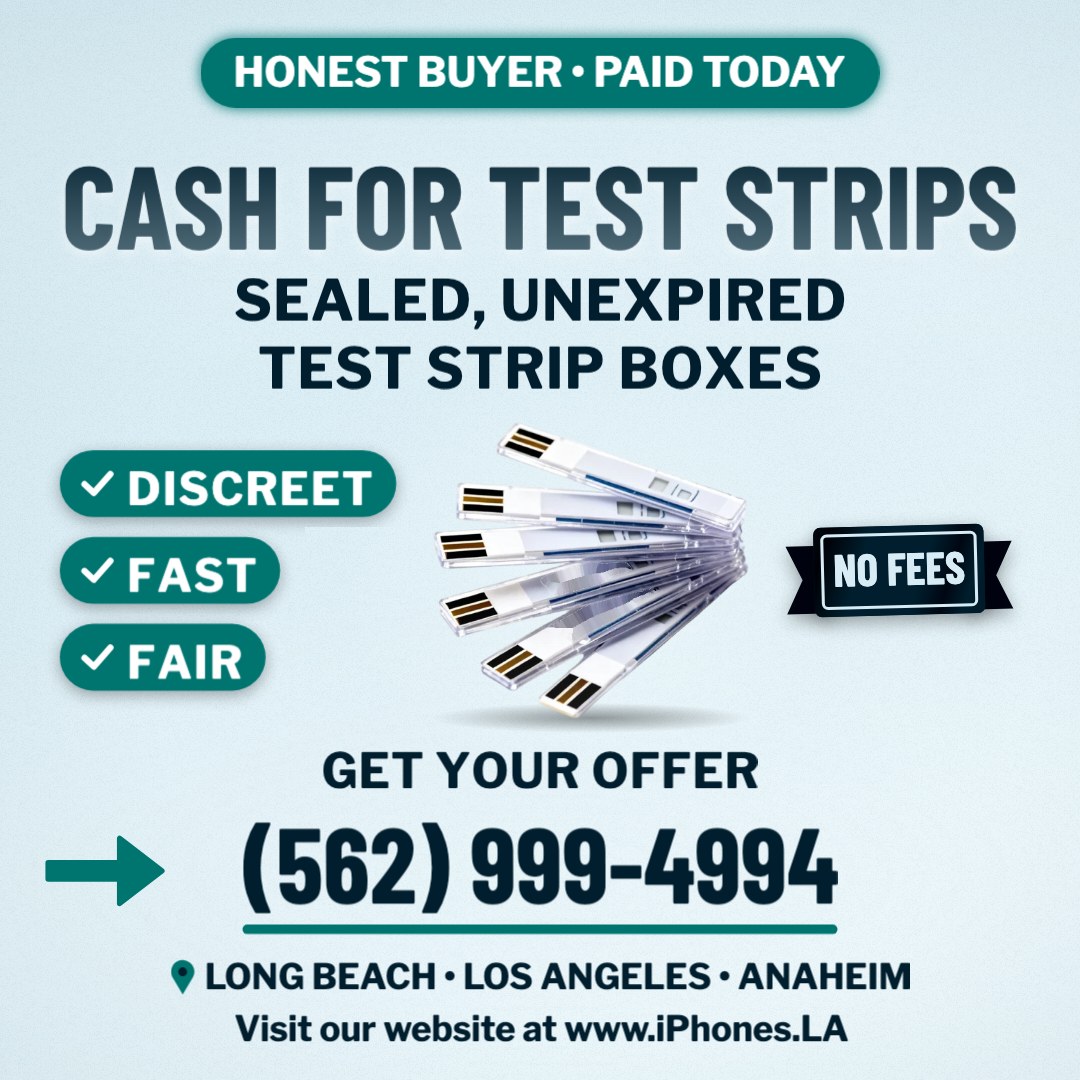 HONEST BUYER • PAID TODAY
CASH FOR TEST STRIPS
SEALED, UNEXPIRED
TEST STRIP BOXES
✓ DISCREET
✓ FAST
✓ FAIR
NO FEES
GET YOUR OFFER
(562) 999-4994
LONG BEACH • LOS ANGELES • ANAHEIM
Visit our website at www.iPhones.LA